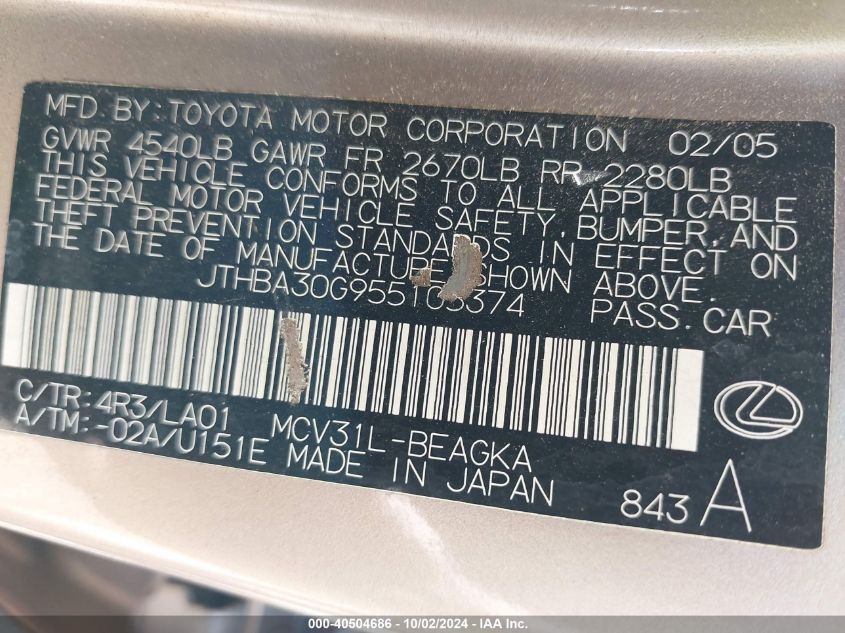 MFD.BY:TOYOTA MOTOR CORPORATION 02/05
GVWR 4540LB GAWR FR 2670LB RR 2280LB
THIS VEHICLE CONFORMS TO ALL APPLICABLE
FEDERAL MOTOR VEHICLE SAFETY,BUMPER,AND
THEFT PREVENTION STANDARDS IN EFFECT ON
THE DATE OF MANUFACTURE SHOWN ABOVE.
JTHBA30G955105374 PASS.CAR
C/TR:4R3/LA01 MCV31L-BEAGKA
A/TM:-02A/U151E MADE IN JAPAN
843 A
000-40504686 - 10/02/2024 - IAA Inc.